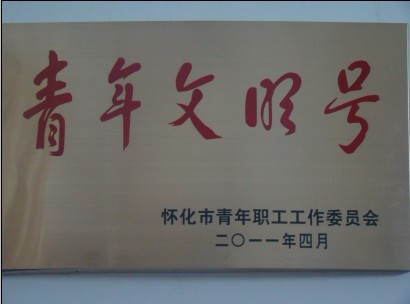 青年文明号
怀化市青年职工工作委员会
二〇一一年四月